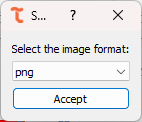 S... ? ×
Select the image format:
png
Accept